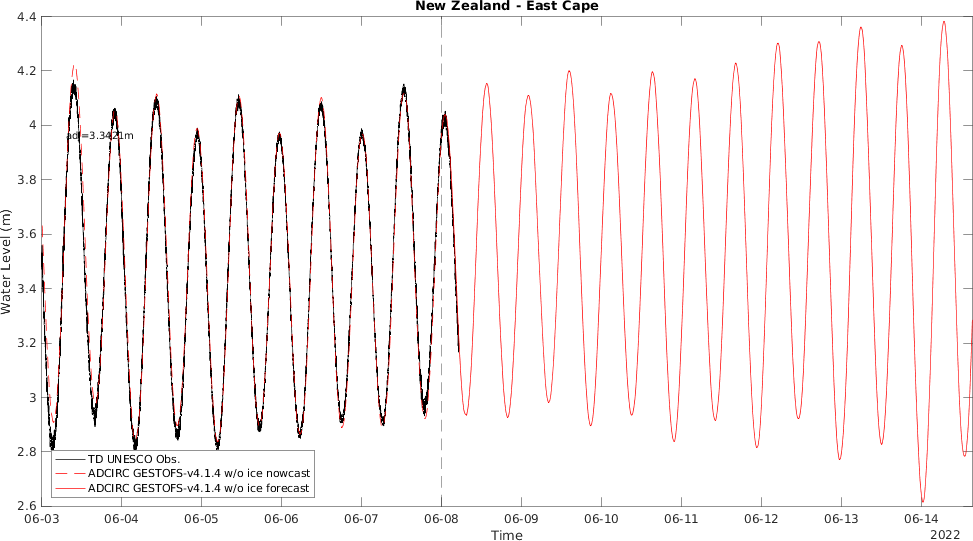 New Zealand - East Cape
4.4
4.2
4
3.8
3.6
3.4
3.2
3
2.8
2.6
Water Level (m)
adj=3.3421m
TD UNESCO Obs.
ADCIRC GESTOFS-v4.1.4 w/o ice nowcast
ADCIRC GESTOFS-v4.1.4 w/o ice forecast
06-03 06-04 06-05 06-06 06-07 06-08 06-09 06-10 06-11 06-12 06-13 06-14
Time
2022